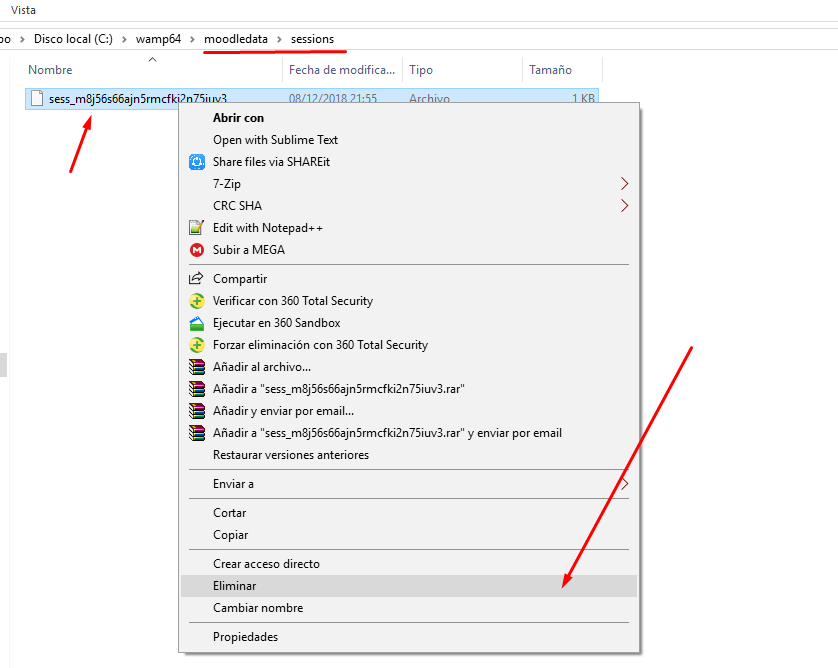 Vista
po > Disco local (C:) > wamp64 > moodledata > sessions
Nombre Fecha de modifica... Tipo Tamaño
sess_m8j56s66ajn5rmcfki2n75iuv3 08/12/2018 21:55 Archivo 1 KB
Abrir con
Open with Sublime Text
Share files via SHAREit
7-Zip
CRC SHA
Edit with Notepad++
Subir a MEGA
Compartir
Verificar con 360 Total Security
Ejecutar en 360 Sandbox
Forzar eliminación con 360 Total Security
Añadir al archivo...
Añadir a "sess_m8j56s66ajn5rmcfki2n75iuv3.rar"
Añadir y enviar por email...
Añadir a "sess_m8j56s66ajn5rmcfki2n75iuv3.rar" y enviar por email
Restaurar versiones anteriores
Enviar a
Cortar
Copiar
Crear acceso directo
Eliminar
Cambiar nombre
Propiedades